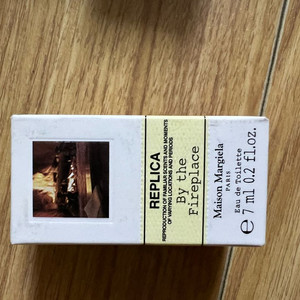 REPLICA
REPRODUCTION OF FAMILIAR SCENTS AND MOMENTS
OF VARYING LOCATIONS AND PERIODS
By the
Fireplace
Maison Margiela
PARIS
Eau de Toilette
℮ 7 ml 0.2 fl.oz.